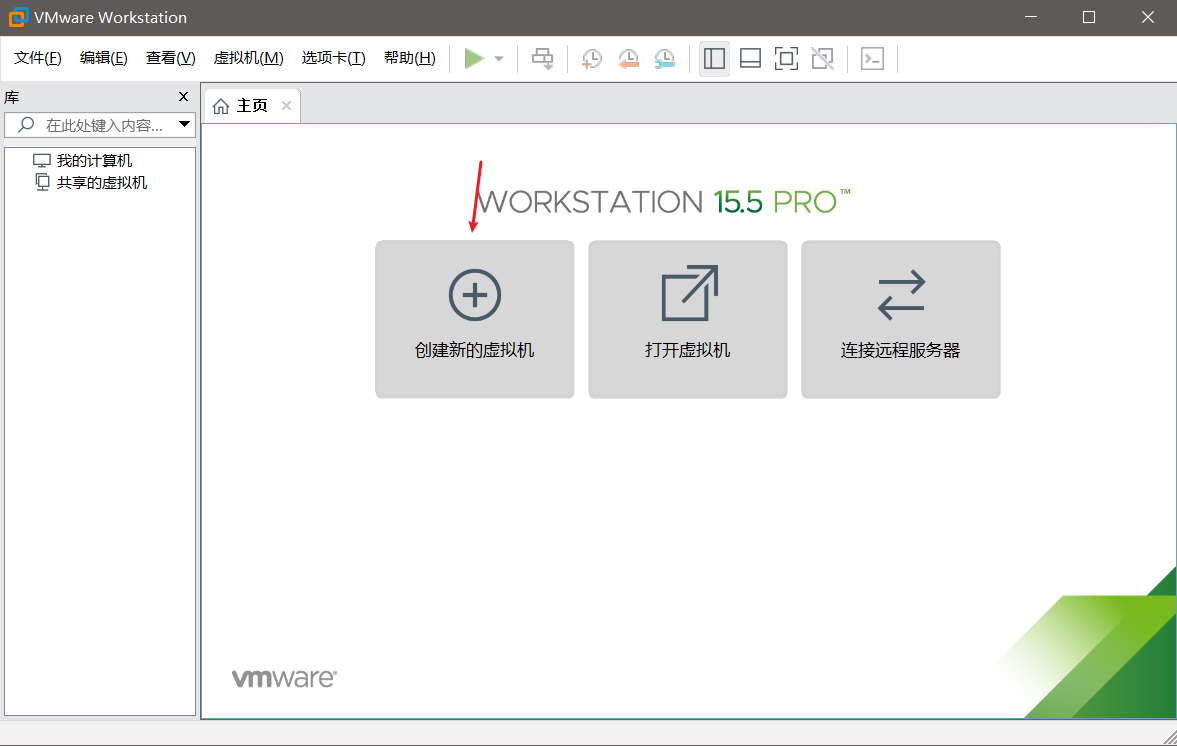 VMware Workstation
文件(F) 编辑(E) 查看(V) 虚拟机(M) 选项卡(T) 帮助(H)
库
主页
在此处键入内容...
我的计算机
共享的虚拟机
WORKSTATION 15.5 PRO™
创建新的虚拟机
打开虚拟机
连接远程服务器
vmware®